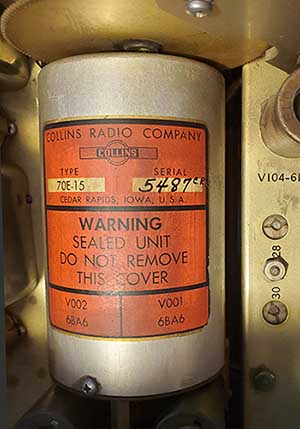 COLLINS RADIO COMPANY
COLLINS
TYPE SERIAL
70E-15 5487CR
CEDAR RAPIDS, IOWA, U.S.A.
WARNING
SEALED UNIT
DO NOT REMOVE
THIS COVER
V002 V001
6BA6 6BA6
V104-6
28
30